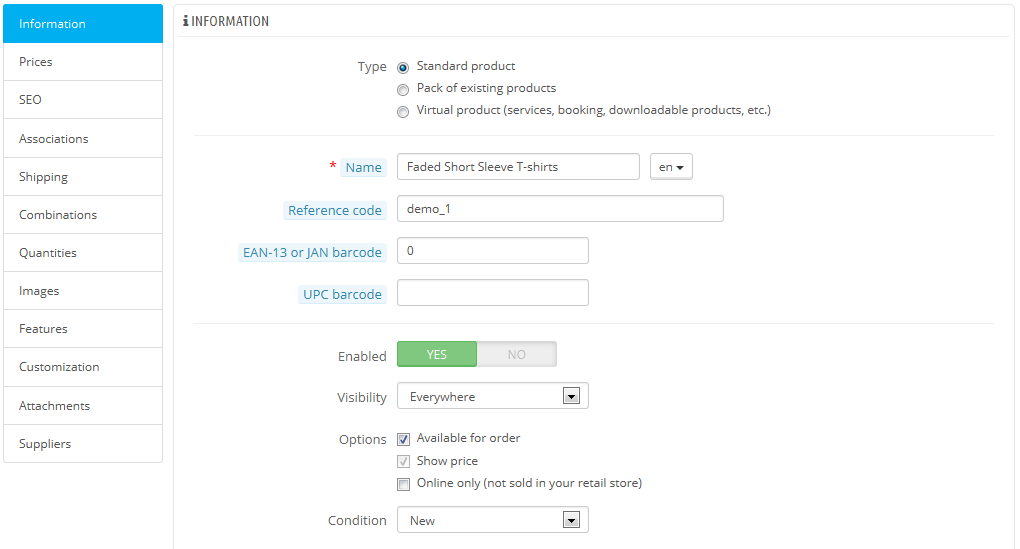 Information
Prices
SEO
Associations
Shipping
Combinations
Quantities
Images
Features
Customization
Attachments
Suppliers
INFORMATION
Type
Standard product
Pack of existing products
Virtual product (services, booking, downloadable products, etc.)
* Name Faded Short Sleeve T-shirts en
Reference code demo_1
EAN-13 or JAN barcode 0
UPC barcode
Enabled YES NO
Visibility Everywhere
Options Available for order
Show price
Online only (not sold in your retail store)
Condition New